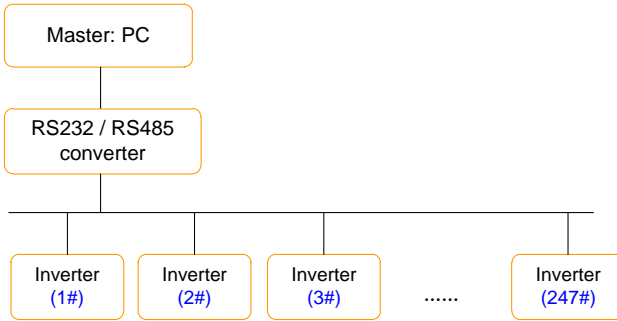 Master: PC
RS232 / RS485
converter
Inverter
(1#)
Inverter
(2#)
Inverter
(3#)
......
Inverter
(247#)